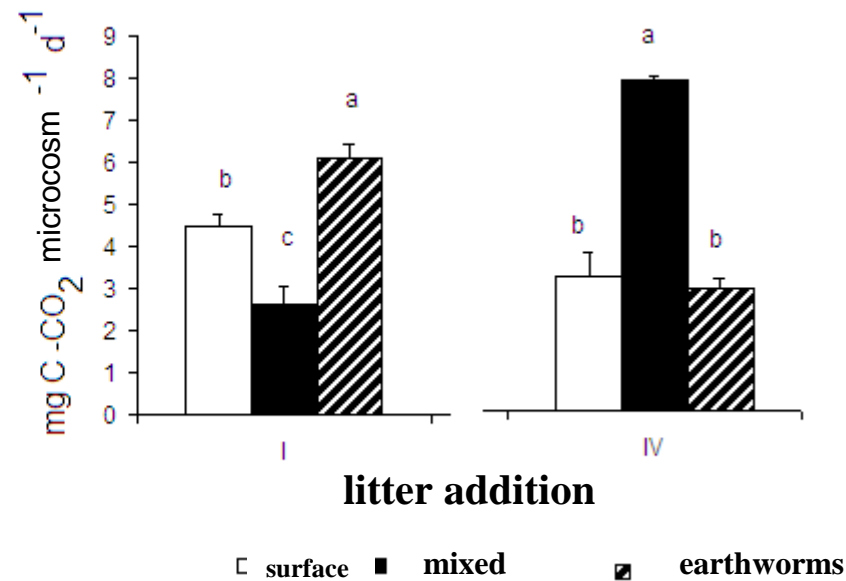 mg C -CO2 microcosm -1 d-1
9
8
7
6
5
4
3
2
1
0
b
c
a
b
a
b
I
IV
litter addition
surface mixed earthworms